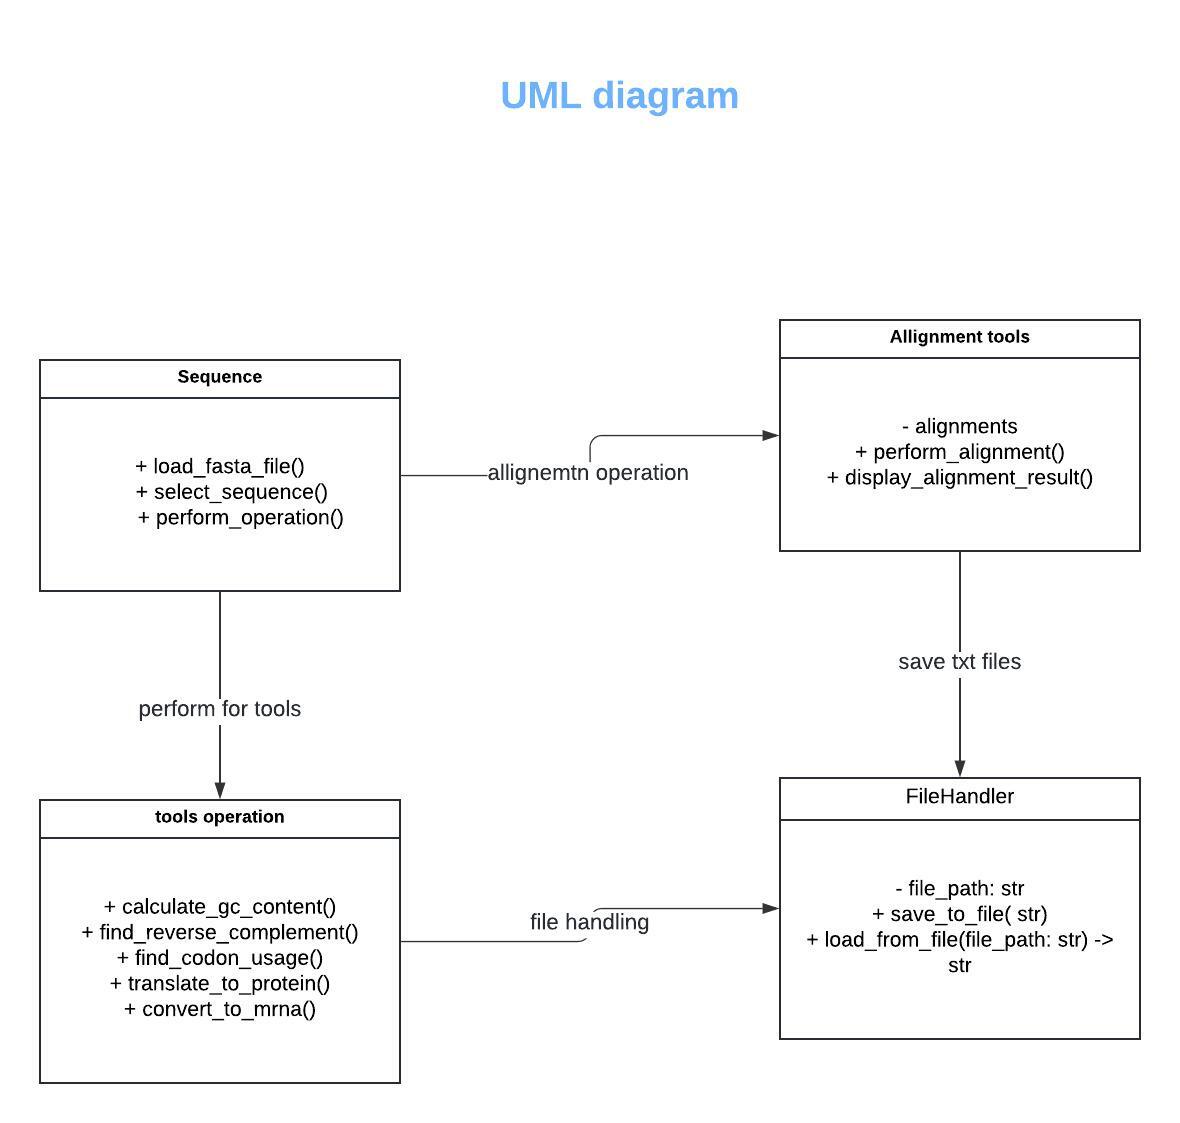 UML diagram
Sequence
+ load_fasta_file()
+ select_sequence()
+ perform_operation()
allignemtn operation
Allignment tools
- alignments
+ perform_alignment()
+ display_alignment_result()
perform for tools
save txt files
tools operation
+ calculate_gc_content()
+ find_reverse_complement()
+ find_codon_usage()
+ translate_to_protein()
+ convert_to_mrna()
file handling
FileHandler
- file_path: str
+ save_to_file( str)
+ load_from_file(file_path: str) ->
str